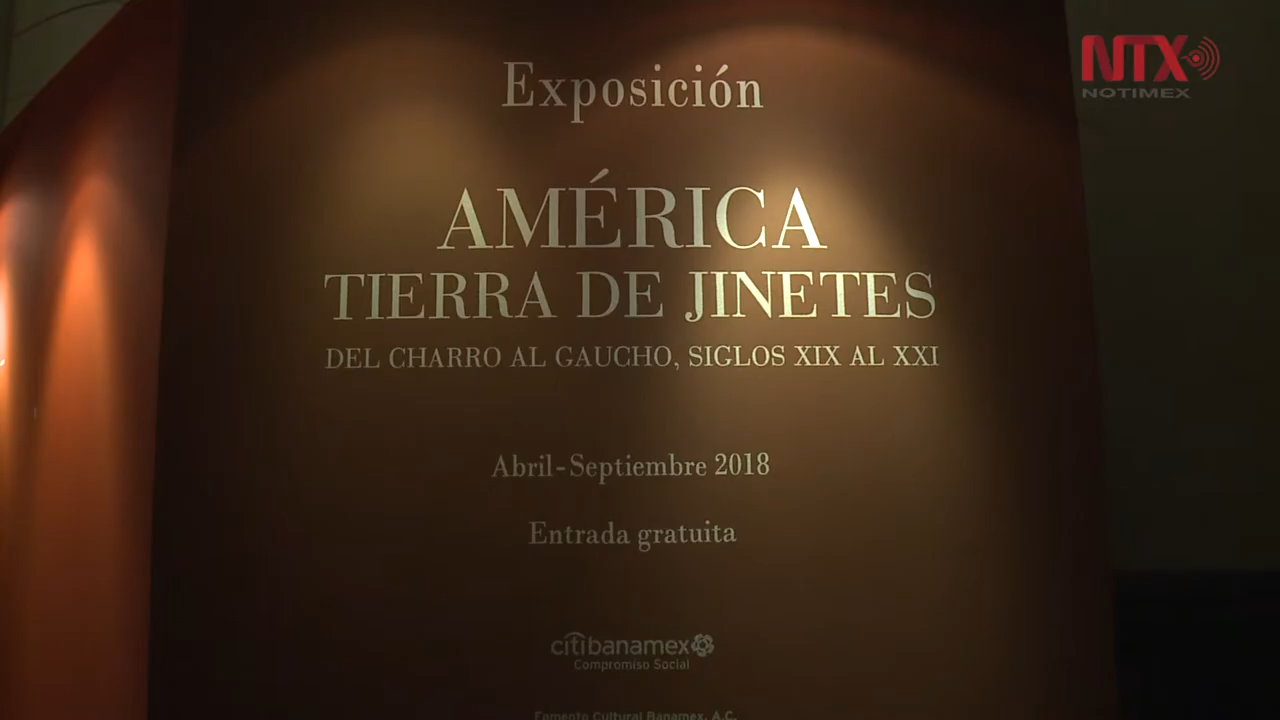 NTX
NOTIMEX
Exposición
AMÉRICA
TIERRA DE JINETES
DEL CHARRO AL GAUCHO, SIGLOS XIX AL XXI
Abril-Septiembre 2018
Entrada gratuita
citibanamex
Compromiso Social
Fomento Cultural Banamex, A.C.